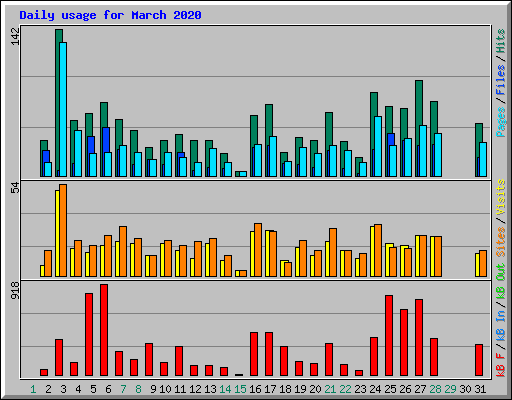 Daily usage for March 2020
142
54
918
Pages / Files / Hits
Sites / Visits
kB F / kB In / kB Out
1 2 3 4 5 6 7 8 9 10 11 12 13 14 15 16 17 18 19 20 21 22 23 24 25 26 27 28 29 30 31